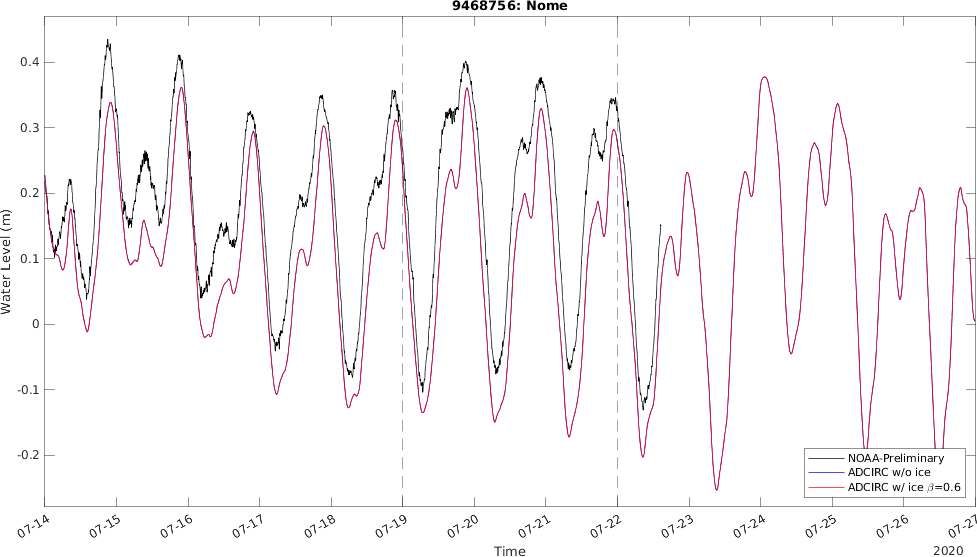 9468756: Nome
Water Level (m)
0.4
0.3
0.2
0.1
0
-0.1
-0.2
NOAA-Preliminary
ADCIRC w/o ice
ADCIRC w/ ice β=0.6
07-14 07-15 07-16 07-17 07-18 07-19 07-20 07-21 07-22 07-23 07-24 07-25 07-26 07-27
Time
2020